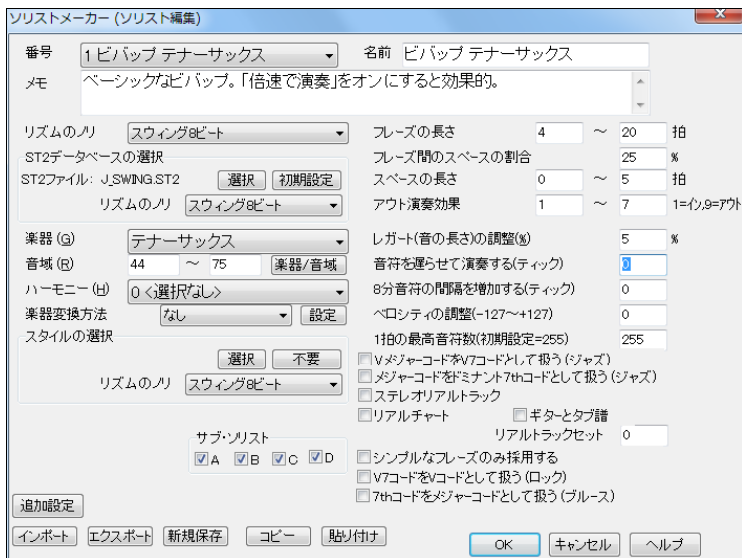 ソリストメーカー (ソリスト編集)
番号 1 ビバップ テナーサックス 名前 ビバップ テナーサックス
メモ ベーシックなビバップ。「倍速で演奏」をオンにすると効果的。
リズムのノリ スウィング8ビート フレーズの長さ 4 ～ 20 拍
ST2データベースの選択 フレーズ間のスペースの割合 25 %
ST2ファイル: J_SWING.ST2 選択 初期設定 スペースの長さ 0 ～ 5 拍
リズムのノリ スウィング8ビート アウト演奏効果 1 ～ 7 1=イン,9=アウト
楽器 (G) テナーサックス レガート(音の長さ)の調整(%) 5 %
音域 (R) 44 ～ 75 楽器/音域 音符を遅らせて演奏する(ティック) 0
ハーモニー (H) 0 <選択なし> 8分音符の間隔を増加する(ティック) 0
楽器変換方法 なし 設定 ベロシティの調整(-127～+127) 0
スタイルの選択 1拍の最高音符数(初期設定=255) 255
選択 不要 VメジャーコードをV7コードとして扱う(ジャズ)
リズムのノリ スウィング8ビート メジャーコードをドミナント7thコードとして扱う(ジャズ)
ステレオリアルトラック
リアルチャート ギターとタブ譜
リアルトラックセット 0
サブ・ソリスト
A B C D シンプルなフレーズのみ採用する
V7コードをVコードとして扱う(ロック)
7thコードをメジャーコードとして扱う(ブルース)
追加設定
インポート エクスポート 新規保存 コピー 貼り付け OK キャンセル ヘルプ